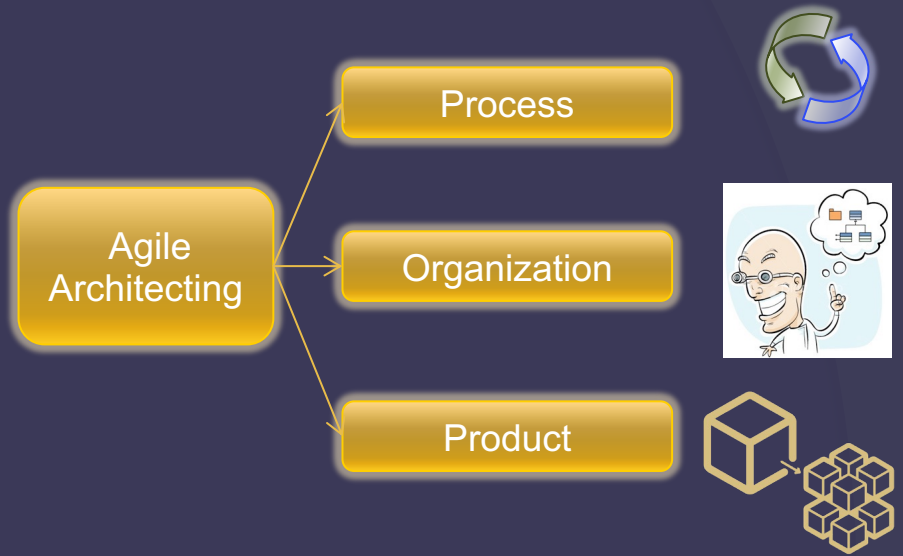 Process
Agile
Architecting
Organization
Product